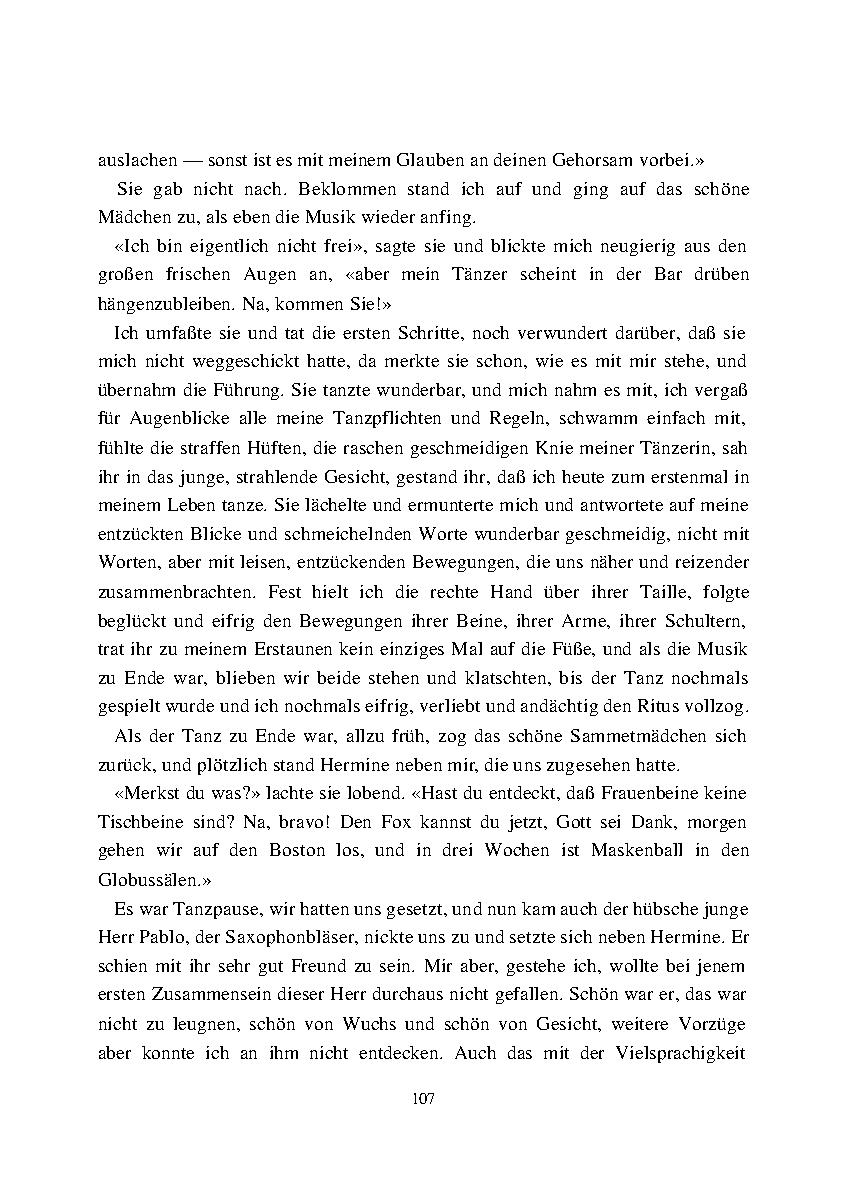 auslachen — sonst ist es mit meinem Glauben an deinen Gehorsam vorbei.»
Sie gab nicht nach. Beklommen stand ich auf und ging auf das schöne
Mädchen zu, als eben die Musik wieder anfing.
«Ich bin eigentlich nicht frei», sagte sie und blickte mich neugierig aus den
großen frischen Augen an, «aber mein Tänzer scheint in der Bar drüben
hängenzubleiben. Na, kommen Sie!»
Ich umfaßte sie und tat die ersten Schritte, noch verwundert darüber, daß sie
mich nicht weggeschickt hatte, da merkte sie schon, wie es mit mir stehe, und
übernahm die Führung. Sie tanzte wunderbar, und mich nahm es mit, ich vergaß
für Augenblicke alle meine Tanzpflichten und Regeln, schwamm einfach mit,
fühlte die straffen Hüften, die raschen geschmeidigen Knie meiner Tänzerin, sah
ihr in das junge, strahlende Gesicht, gestand ihr, daß ich heute zum erstenmal in
meinem Leben tanze. Sie lächelte und ermunterte mich und antwortete auf meine
entzückten Blicke und schmeichelnden Worte wunderbar geschmeidig, nicht mit
Worten, aber mit leisen, entzückenden Bewegungen, die uns näher und reizender
zusammenbrachten. Fest hielt ich die rechte Hand über ihrer Taille, folgte
beglückt und eifrig den Bewegungen ihrer Beine, ihrer Arme, ihrer Schultern,
trat ihr zu meinem Erstaunen kein einziges Mal auf die Füße, und als die Musik
zu Ende war, blieben wir beide stehen und klatschten, bis der Tanz nochmals
gespielt wurde und ich nochmals eifrig, verliebt und andächtig den Ritus vollzog.
Als der Tanz zu Ende war, allzu früh, zog das schöne Sammetmädchen sich
zurück, und plötzlich stand Hermine neben mir, die uns zugesehen hatte.
«Merkst du was?» lachte sie lobend. «Hast du entdeckt, daß Frauenbeine keine
Tischbeine sind? Na, bravo! Den Fox kannst du jetzt, Gott sei Dank, morgen
gehen wir auf den Boston los, und in drei Wochen ist Maskenball in den
Globussälen.»
Es war Tanzpause, wir hatten uns gesetzt, und nun kam auch der hübsche junge
Herr Pablo, der Saxophonbläser, nickte uns zu und setzte sich neben Hermine. Er
schien mit ihr sehr gut Freund zu sein. Mir aber, gestehe ich, wollte bei jenem
ersten Zusammensein dieser Herr durchaus nicht gefallen. Schön war er, das war
nicht zu leugnen, schön von Wuchs und schön von Gesicht, weitere Vorzüge
aber konnte ich an ihm nicht entdecken. Auch das mit der Vielsprachigkeit
107